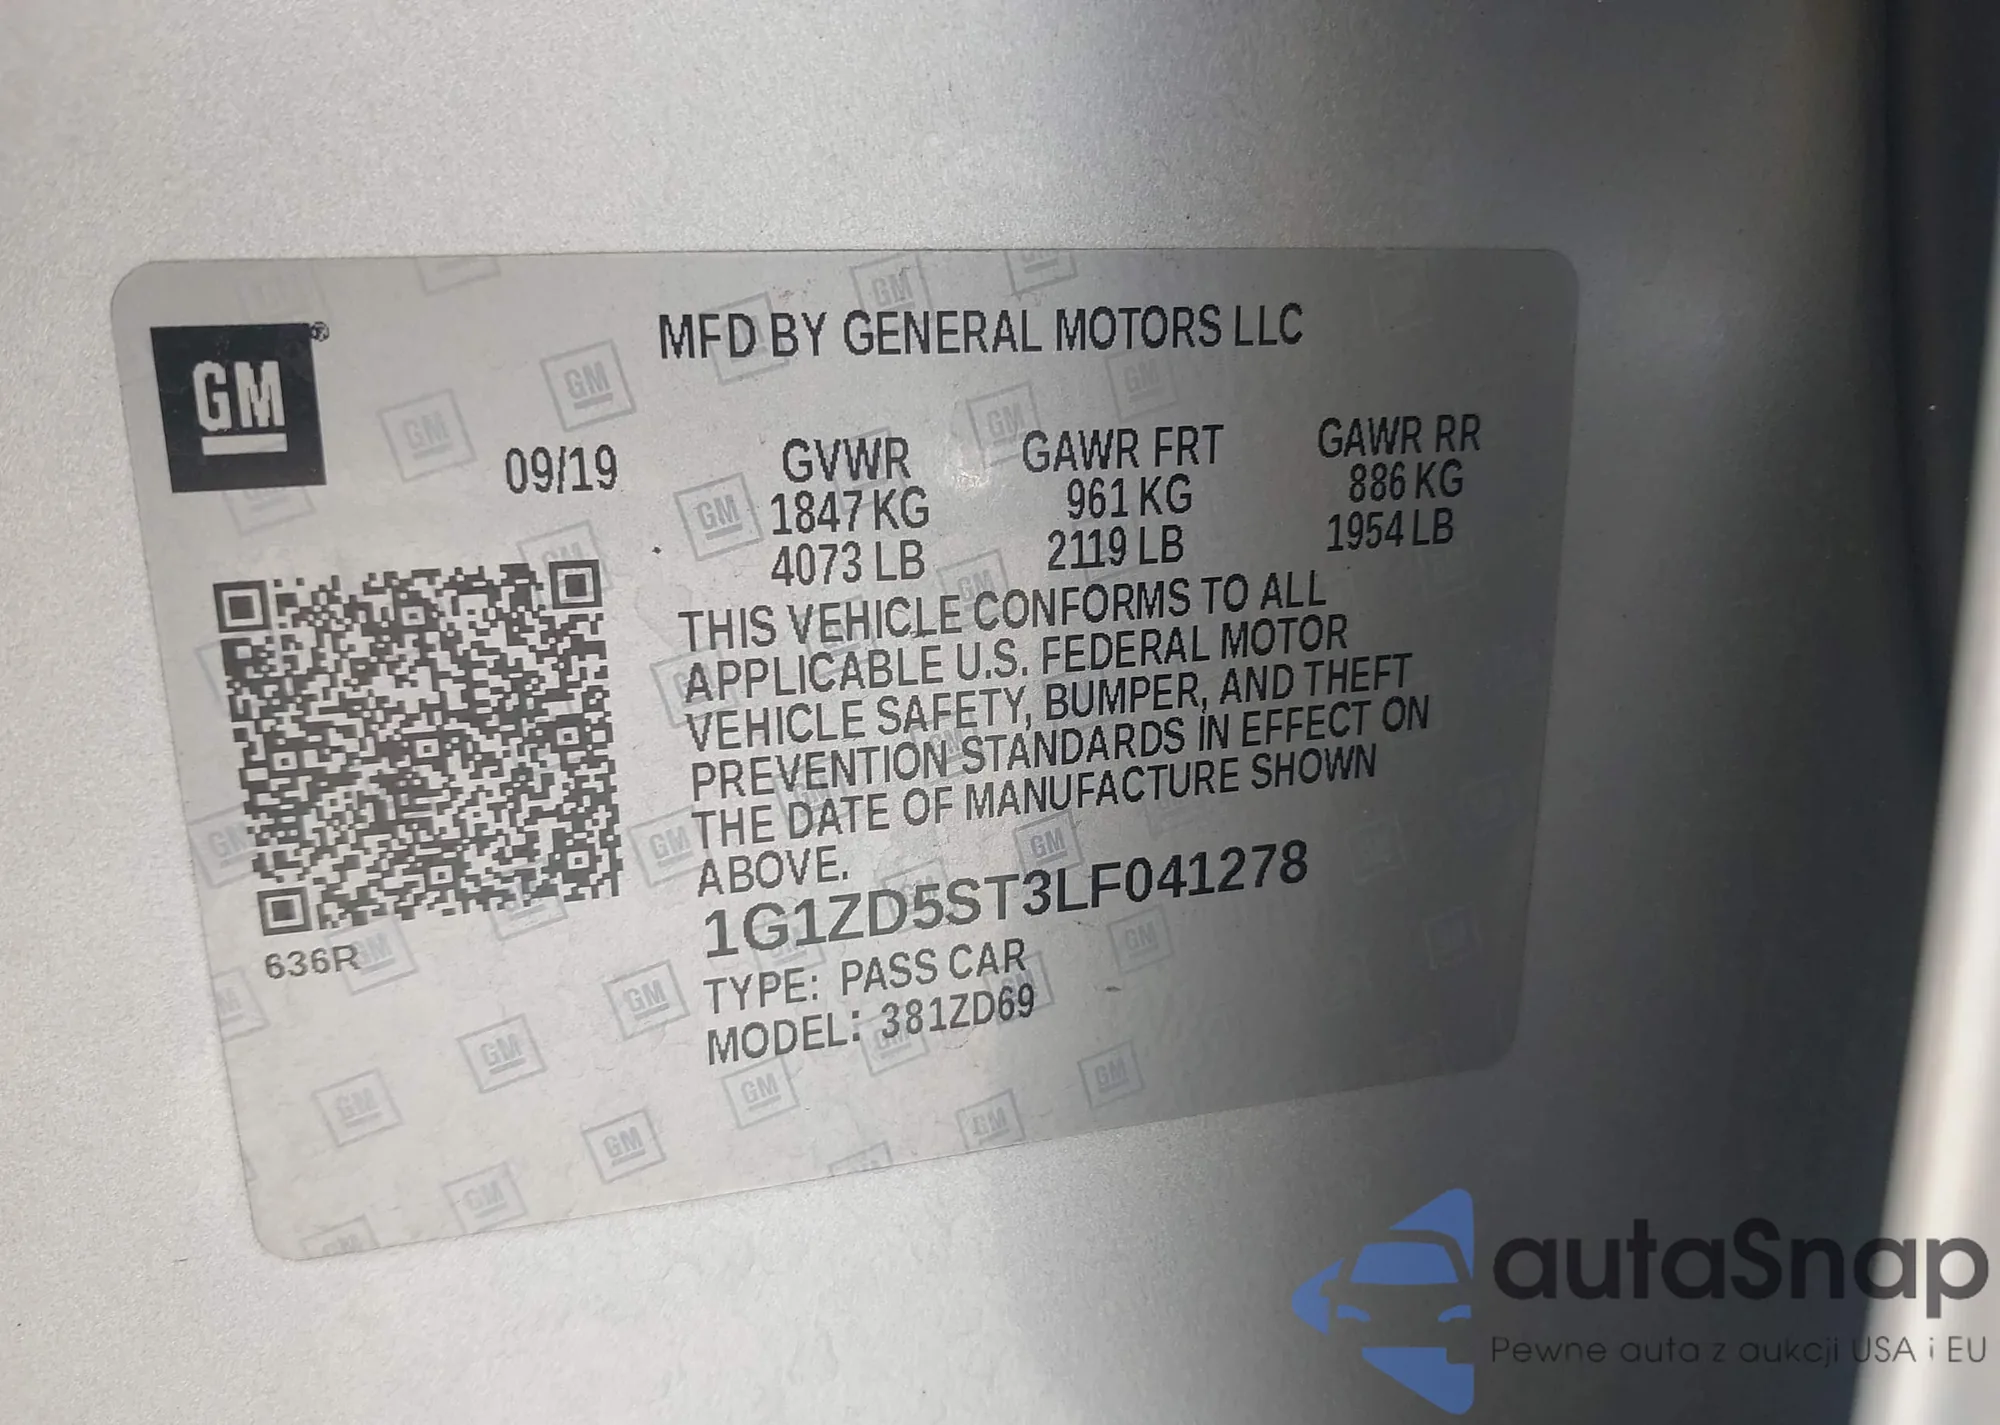 GM®
MFD BY GENERAL MOTORS LLC
09/19
GVWR GAWR FRT GAWR RR
1847 KG 961 KG 886 KG
4073 LB 2119 LB 1954 LB
THIS VEHICLE CONFORMS TO ALL
APPLICABLE U.S. FEDERAL MOTOR
VEHICLE SAFETY, BUMPER, AND THEFT
PREVENTION STANDARDS IN EFFECT ON
THE DATE OF MANUFACTURE SHOWN
ABOVE.
1G1ZD5ST3LF041278
TYPE: PASS CAR
MODEL: 381ZD69
636R
autaSnap
Pewne auta z aukcji USA i EU